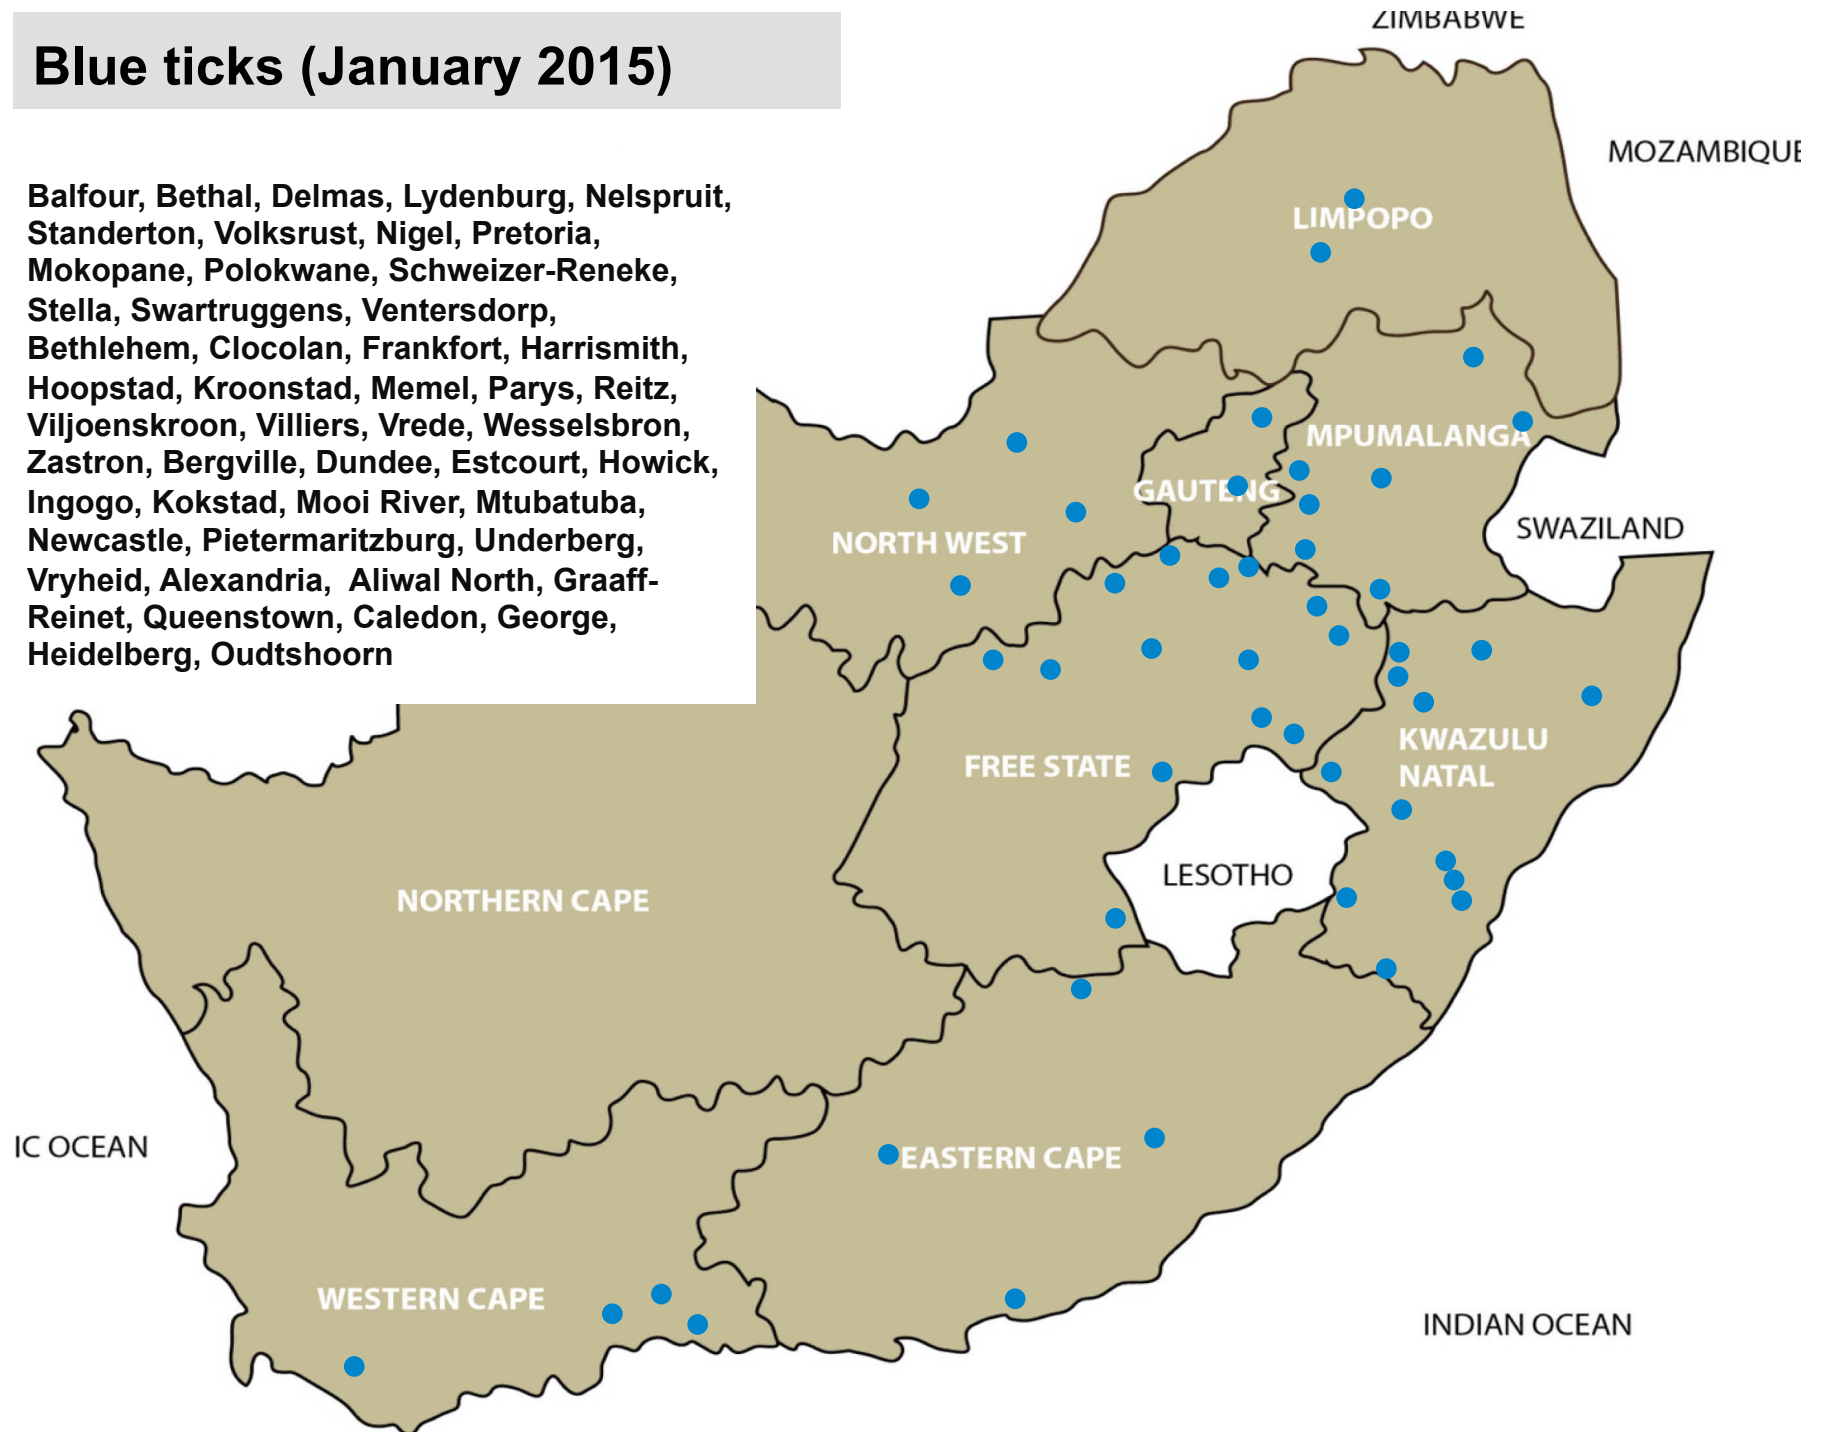 Blue ticks (January 2015)
Balfour, Bethal, Delmas, Lydenburg, Nelspruit,
Standerton, Volksrust, Nigel, Pretoria,
Mokopane, Polokwane, Schweizer-Reneke,
Stella, Swartruggens, Ventersdorp,
Bethlehem, Clocolan, Frankfort, Harrismith,
Hoopstad, Kroonstad, Memel, Parys, Reitz,
Viljoenskroon, Villiers, Vrede, Wesselsbron,
Zastron, Bergville, Dundee, Estcourt, Howick,
Ingogo, Kokstad, Mooi River, Mtubatuba,
Newcastle, Pietermaritzburg, Underberg,
Vryheid, Alexandria, Aliwal North, Graaff-
Reinet, Queenstown, Caledon, George,
Heidelberg, Oudtshoorn
ZIMBABWE
MOZAMBIQUE
LIMPOPO
MPUMALANGA
GAUTENG
SWAZILAND
NORTH WEST
KWAZULU
NATAL
FREE STATE
LESOTHO
NORTHERN CAPE
IC OCEAN
EASTERN CAPE
WESTERN CAPE
INDIAN OCEAN